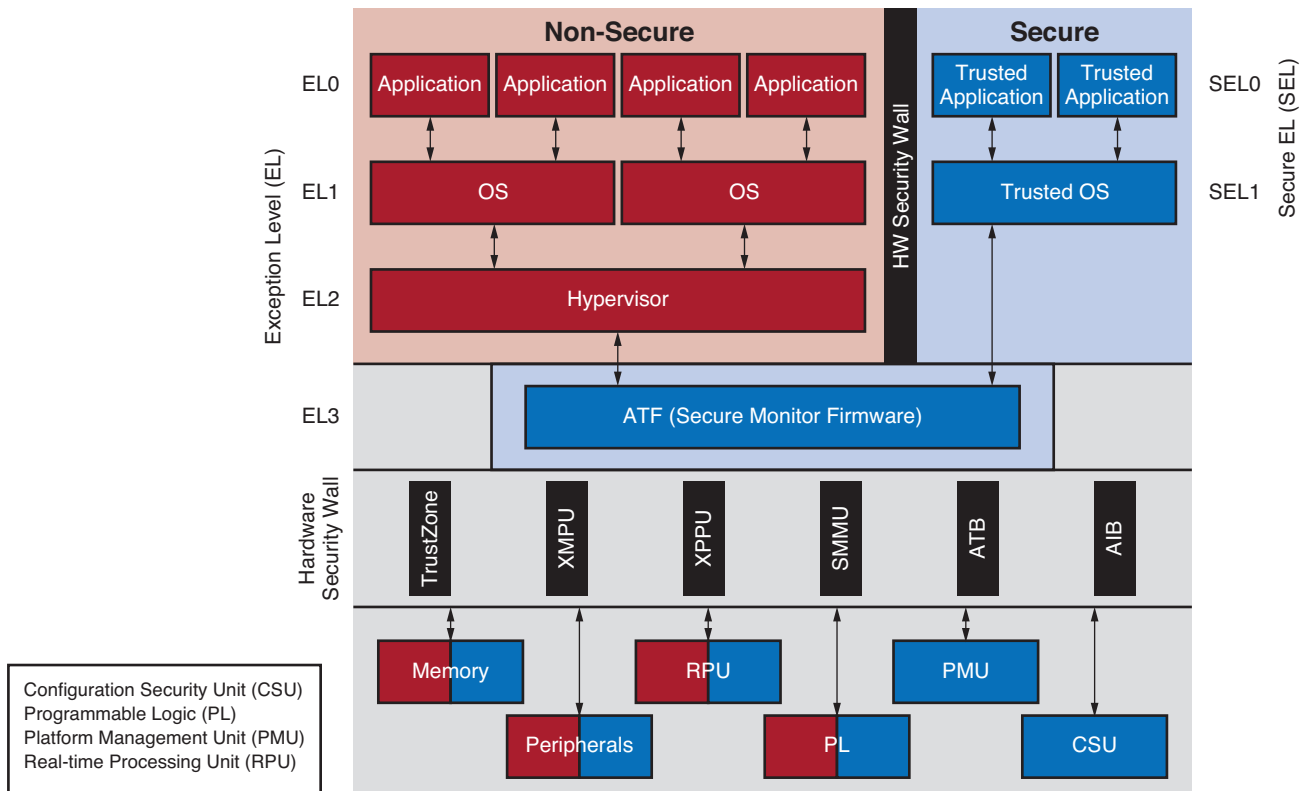 Non-Secure
Secure
EL0
Application
Application
Application
Application
Trusted
Application
Trusted
Application
SEL0
Exception Level (EL)
EL1
OS
OS
HW Security Wall
Trusted OS
SEL1
Secure EL (SEL)
EL2
Hypervisor
EL3
ATF (Secure Monitor Firmware)
Hardware
Security Wall
TrustZone
XMPU
XPPU
SMMU
ATB
AIB
Memory
RPU
PMU
Peripherals
PL
CSU
Configuration Security Unit (CSU)
Programmable Logic (PL)
Platform Management Unit (PMU)
Real-time Processing Unit (RPU)